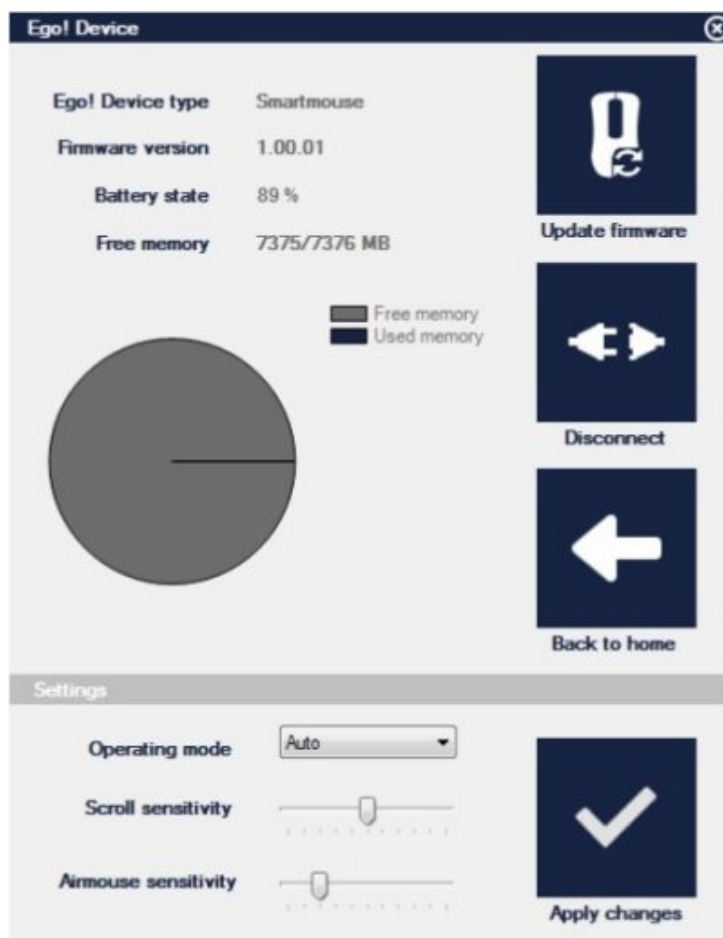 Ego! Device
Ego! Device type Smartmouse
Firmware version 1.00.01
Battery state 89 %
Free memory 7375/7376 MB
Update firmware
Free memory
Used memory
Disconnect
Back to home
Settings
Operating mode Auto
Scroll sensitivity
Airmouse sensitivity
Apply changes